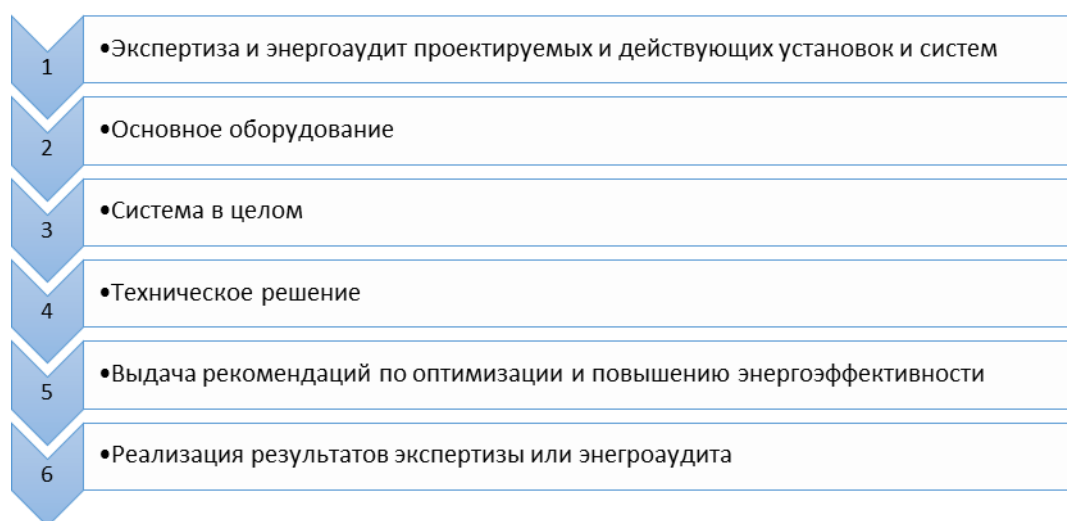 1
•Экспертиза и энергоаудит проектируемых и действующих установок и систем
2
•Основное оборудование
3
•Система в целом
4
•Техническое решение
5
•Выдача рекомендаций по оптимизации и повышению энергоэффективности
6
•Реализация результатов экспертизы или энегроаудита